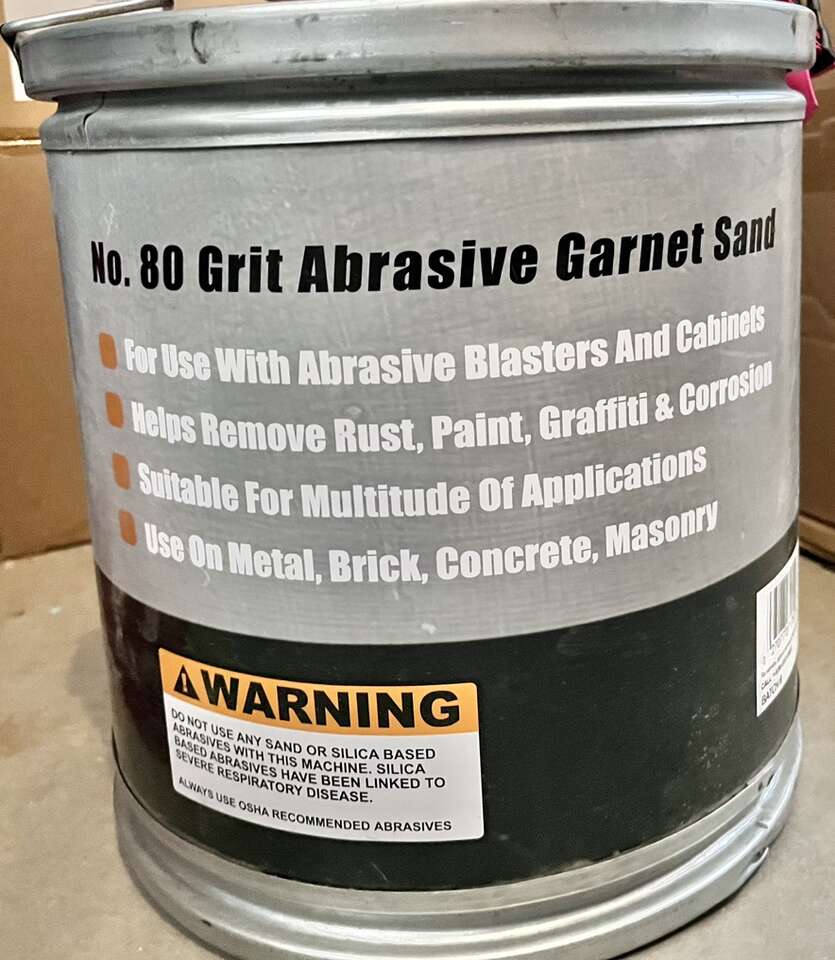 No. 80 Grit Abrasive Garnet Sand
For Use With Abrasive Blasters And Cabinets
Helps Remove Rust, Paint, Graffiti & Corrosion
Suitable For Multitude Of Applications
Use On Metal, Brick, Concrete, Masonry
WARNING
DO NOT USE ANY SAND OR SILICA BASED
ABRASIVES WITH THIS MACHINE. SILICA
BASED ABRASIVES HAVE BEEN LINKED TO
SEVERE RESPIRATORY DISEASE.
ALWAYS USE OSHA RECOMMENDED ABRASIVES